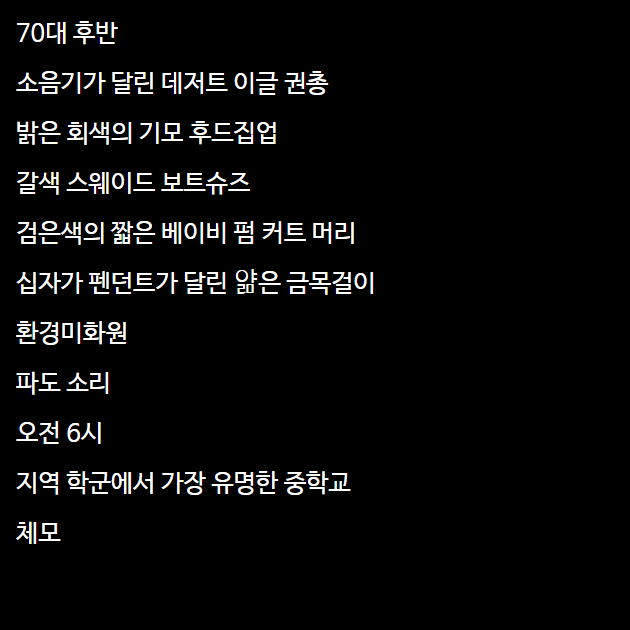 70대 후반
소음기가 달린 데저트 이글 권총
밝은 회색의 기모 후드집업
갈색 스웨이드 보트슈즈
검은색의 짧은 베이비 펌 커트 머리
십자가 펜던트가 달린 얇은 금목걸이
환경미화원
파도 소리
오전 6시
지역 학군에서 가장 유명한 중학교
체모